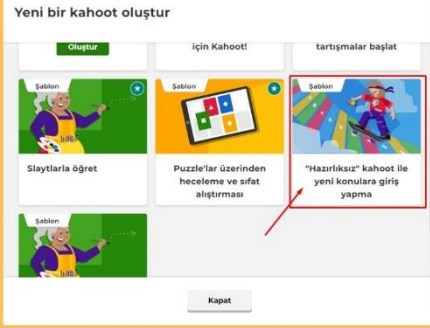 Yeni bir kahoot oluştur
Oluştur
için Kahoot!
tartışmalar başlat
Şablon
Şablon
Şablon
Slaytlarla öğret
Puzzle'lar üzerinden
heceleme ve sıfat
alıştırması
"Hazırlıksız" kahoot ile
yeni konulara giriş
yapma
Şablon
Kapat